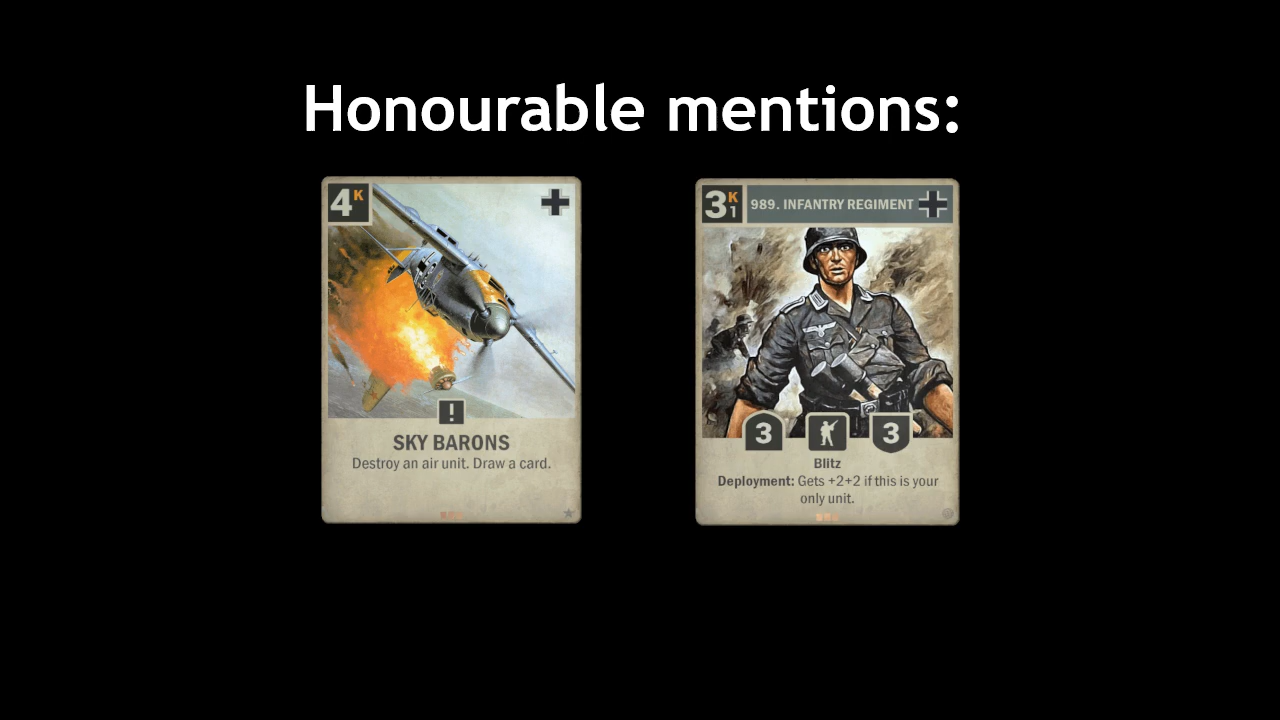 Honourable mentions:
4K
3K 1
989. INFANTRY REGIMENT
!
SKY BARONS
Destroy an air unit. Draw a card.
3
3
Blitz
Deployment: Gets +2+2 if this is your
only unit.